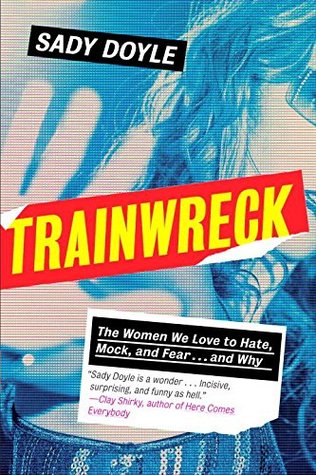 SADY DOYLE
TRAINWRECK
The Women We Love to Hate,
Mock, and Fear . . . and Why
“Sady Doyle is a wonder . . . Incisive,
surprising, and funny as hell.”
—Clay Shirky, author of Here Comes
Everybody